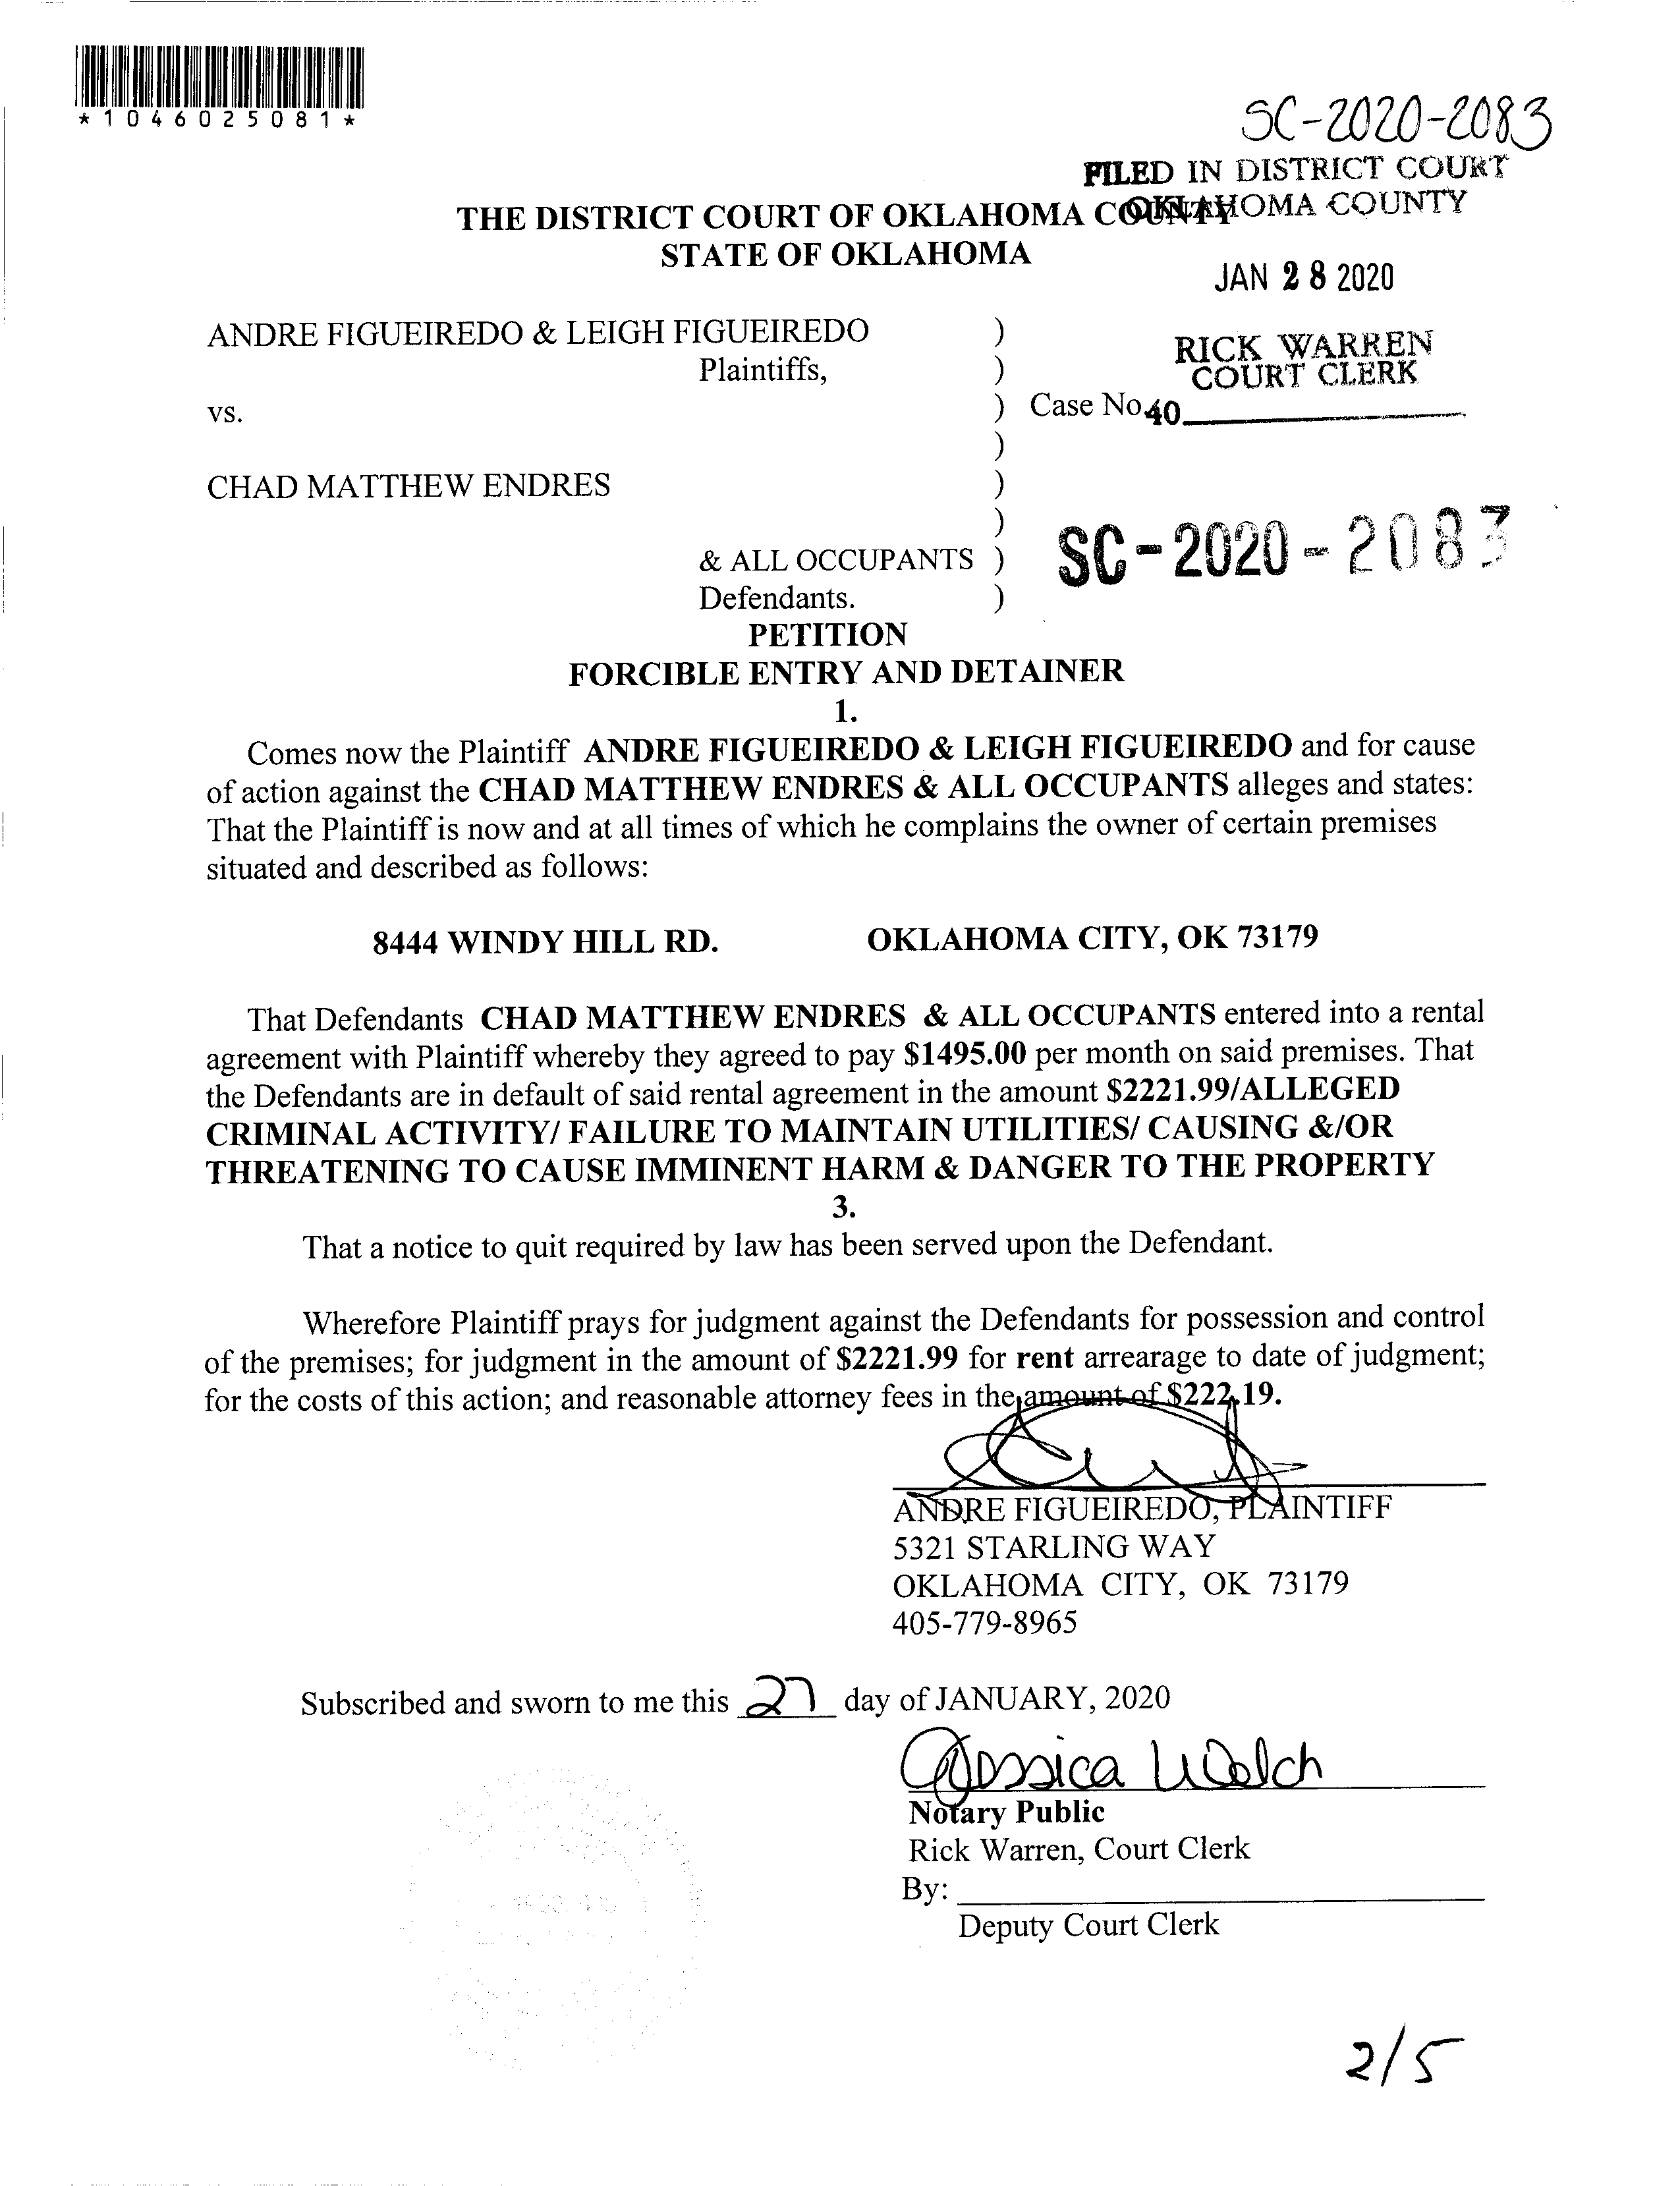 *1046025081*
SC-2020-2083
FILED IN DISTRICT COURT
OKLAHOMA COUNTY
THE DISTRICT COURT OF OKLAHOMA COUNTY
STATE OF OKLAHOMA
JAN 28 2020
ANDRE FIGUEIREDO & LEIGH FIGUEIREDO )
Plaintiffs, )
RICK WARREN
COURT CLERK
vs. ) Case No.
40
)
CHAD MATTHEW ENDRES )
)
SC-2020-2083
& ALL OCCUPANTS )
Defendants. )
PETITION
FORCIBLE ENTRY AND DETAINER
1.
Comes now the Plaintiff ANDRE FIGUEIREDO & LEIGH FIGUEIREDO and for cause
of action against the CHAD MATTHEW ENDRES & ALL OCCUPANTS alleges and states:
That the Plaintiff is now and at all times of which he complains the owner of certain premises
situated and described as follows:
8444 WINDY HILL RD. OKLAHOMA CITY, OK 73179
That Defendants CHAD MATTHEW ENDRES & ALL OCCUPANTS entered into a rental
agreement with Plaintiff whereby they agreed to pay $1495.00 per month on said premises. That
the Defendants are in default of said rental agreement in the amount $2221.99/ALLEGED
CRIMINAL ACTIVITY/ FAILURE TO MAINTAIN UTILITIES/ CAUSING &/OR
THREATENING TO CAUSE IMMINENT HARM & DANGER TO THE PROPERTY
3.
That a notice to quit required by law has been served upon the Defendant.
Wherefore Plaintiff prays for judgment against the Defendants for possession and control
of the premises; for judgment in the amount of $2221.99 for rent arrearage to date of judgment;
for the costs of this action; and reasonable attorney fees in the amount of $222.19.
ANDRE FIGUEIREDO, PLAINTIFF
5321 STARLING WAY
OKLAHOMA CITY, OK 73179
405-779-8965
Subscribed and sworn to me this 27 day of JANUARY, 2020
Jessica Welch
Notary Public
Rick Warren, Court Clerk
By:
Deputy Court Clerk
2/5